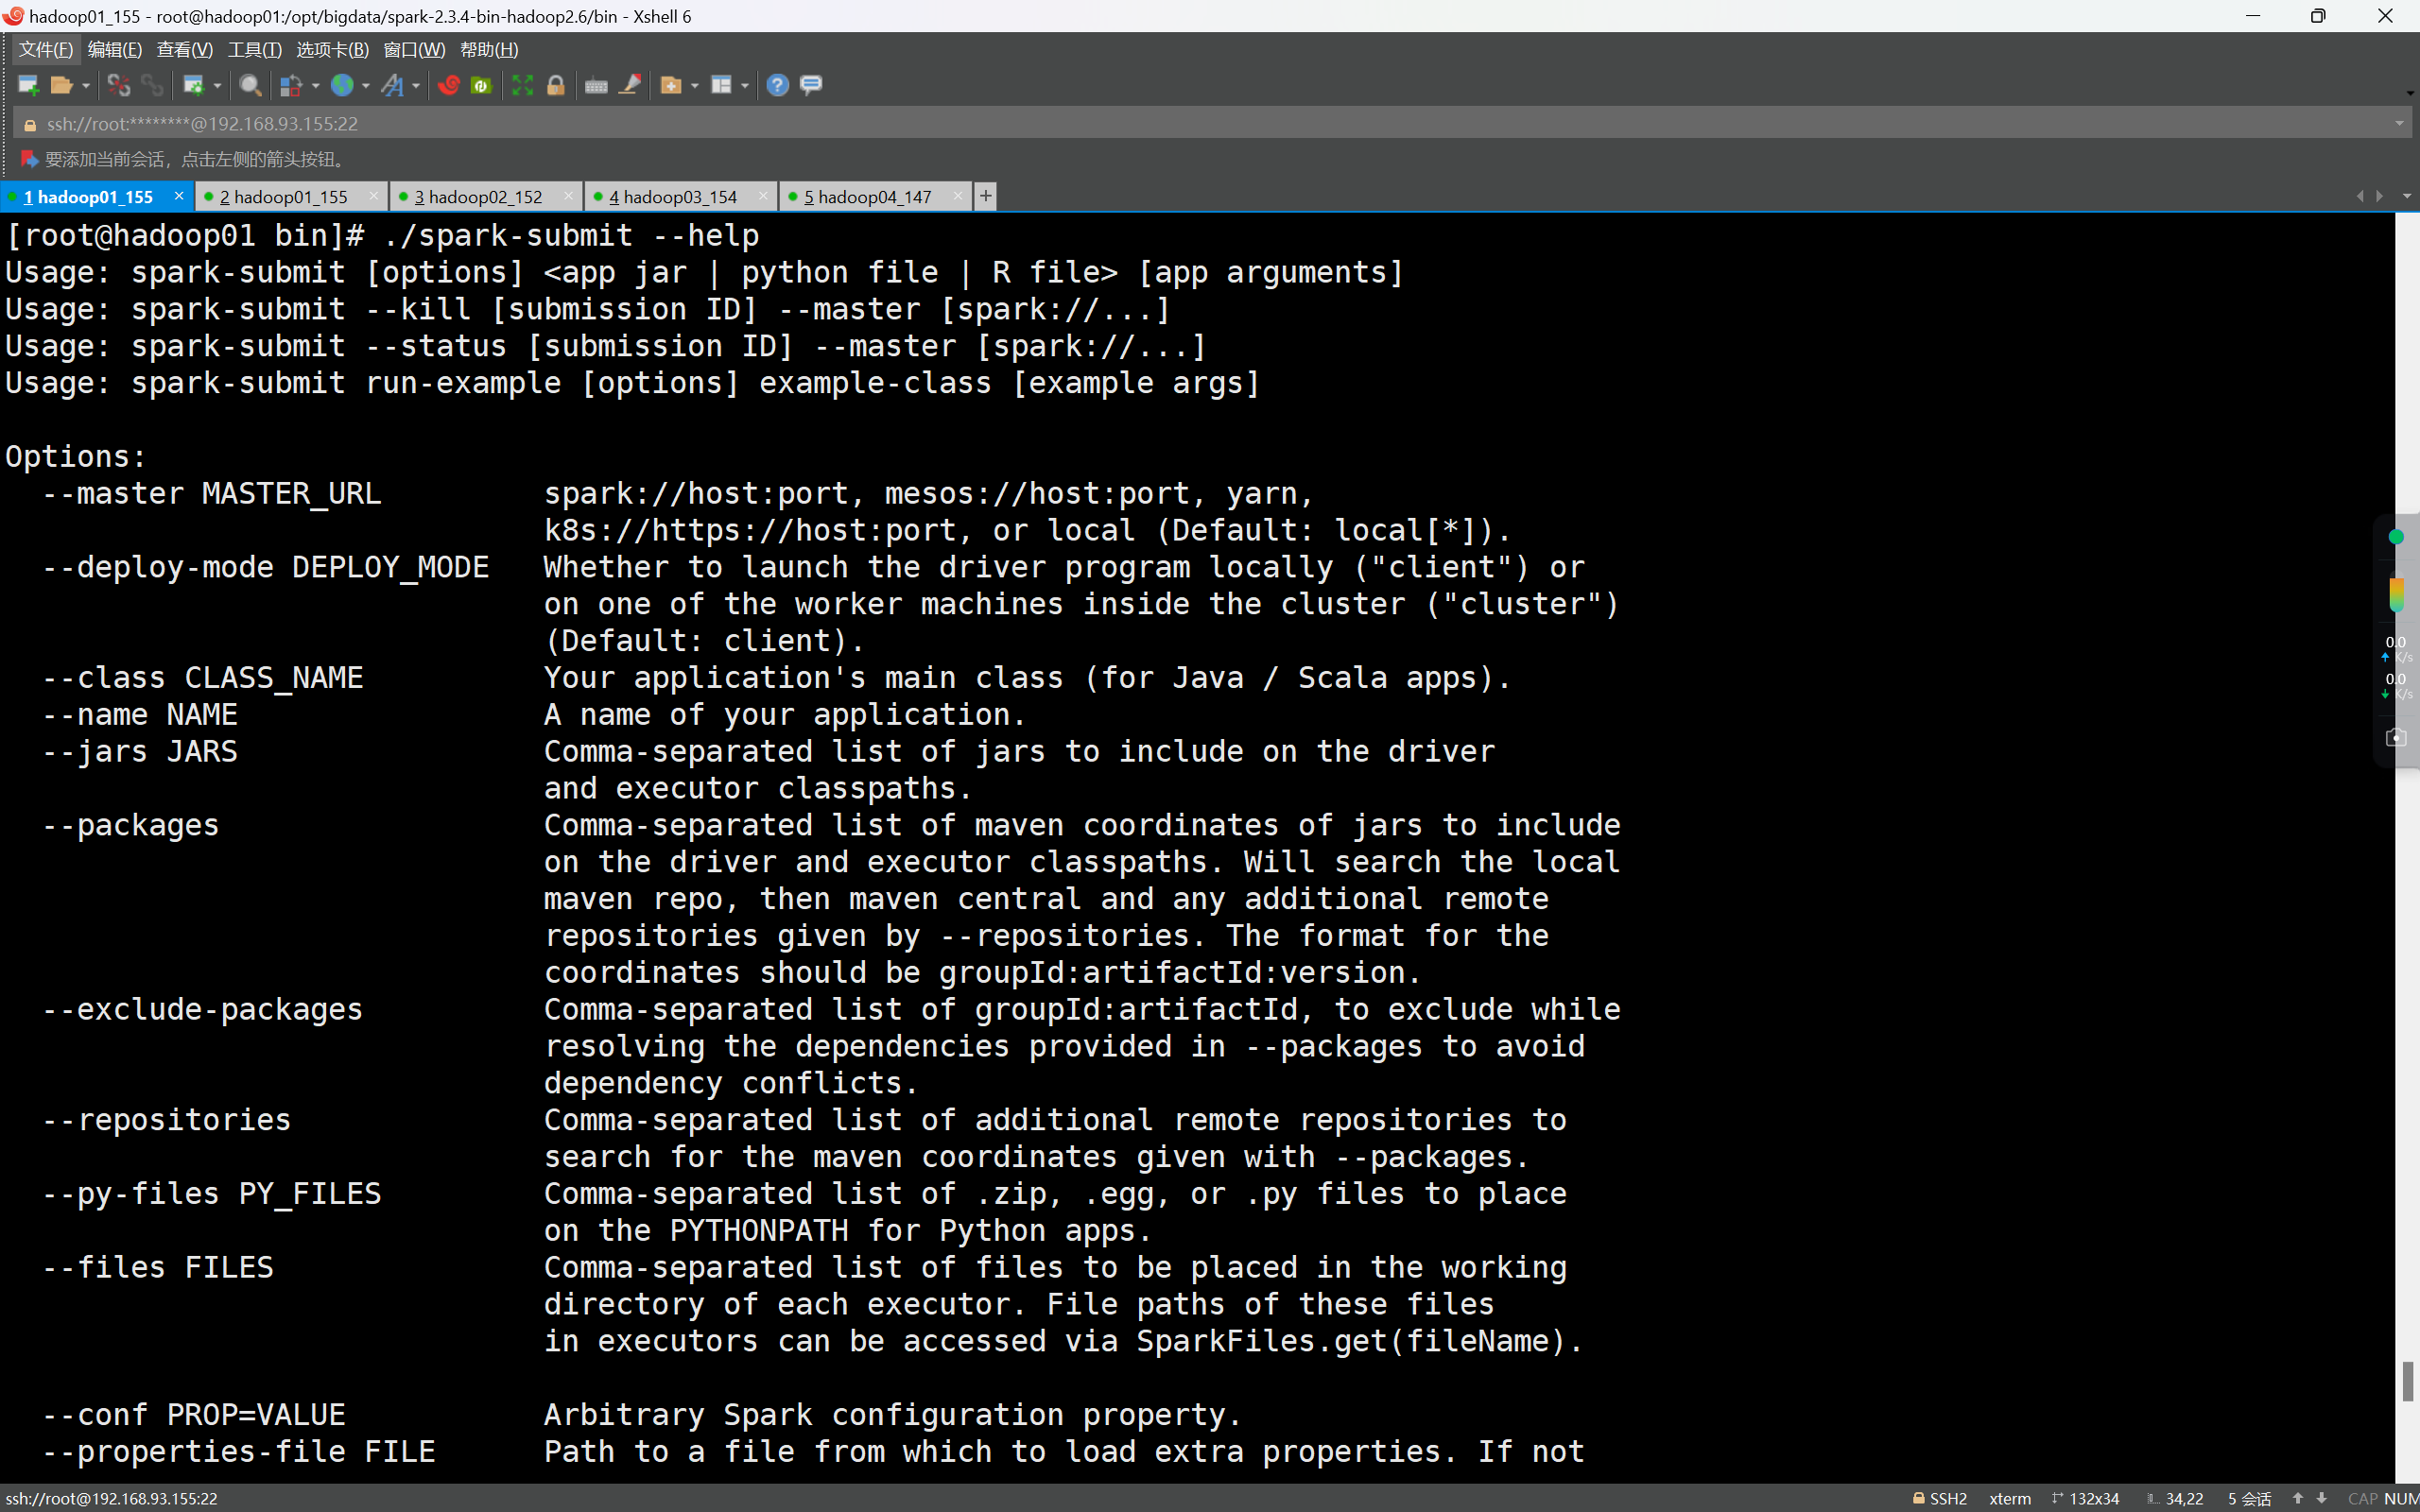 hadoop01_155 - root@hadoop01:/opt/bigdata/spark-2.3.4-bin-hadoop2.6/bin - Xshell 6
文件(F) 编辑(E) 查看(V) 工具(T) 选项卡(B) 窗口(W) 帮助(H)
ssh://root:********@192.168.93.155:22
要添加当前会话，点击左侧的箭头按钮。
1 hadoop01_155 2 hadoop01_155 3 hadoop02_152 4 hadoop03_154 5 hadoop04_147
[root@hadoop01 bin]# ./spark-submit --help
Usage: spark-submit [options] <app jar | python file | R file> [app arguments]
Usage: spark-submit --kill [submission ID] --master [spark://...]
Usage: spark-submit --status [submission ID] --master [spark://...]
Usage: spark-submit run-example [options] example-class [example args]
Options:
--master MASTER_URL spark://host:port, mesos://host:port, yarn,
k8s://https://host:port, or local (Default: local[*]).
--deploy-mode DEPLOY_MODE Whether to launch the driver program locally ("client") or
on one of the worker machines inside the cluster ("cluster")
(Default: client).
--class CLASS_NAME Your application's main class (for Java / Scala apps).
--name NAME A name of your application.
--jars JARS Comma-separated list of jars to include on the driver
and executor classpaths.
--packages Comma-separated list of maven coordinates of jars to include
on the driver and executor classpaths. Will search the local
maven repo, then maven central and any additional remote
repositories given by --repositories. The format for the
coordinates should be groupId:artifactId:version.
--exclude-packages Comma-separated list of groupId:artifactId, to exclude while
resolving the dependencies provided in --packages to avoid
dependency conflicts.
--repositories Comma-separated list of additional remote repositories to
search for the maven coordinates given with --packages.
--py-files PY_FILES Comma-separated list of .zip, .egg, or .py files to place
on the PYTHONPATH for Python apps.
--files FILES Comma-separated list of files to be placed in the working
directory of each executor. File paths of these files
in executors can be accessed via SparkFiles.get(fileName).
--conf PROP=VALUE Arbitrary Spark configuration property.
--properties-file FILE Path to a file from which to load extra properties. If not
0.0
K/s
0.0
K/s
ssh://root@192.168.93.155:22 SSH2 xterm 132x34 34,22 5 会话 CAP NUM